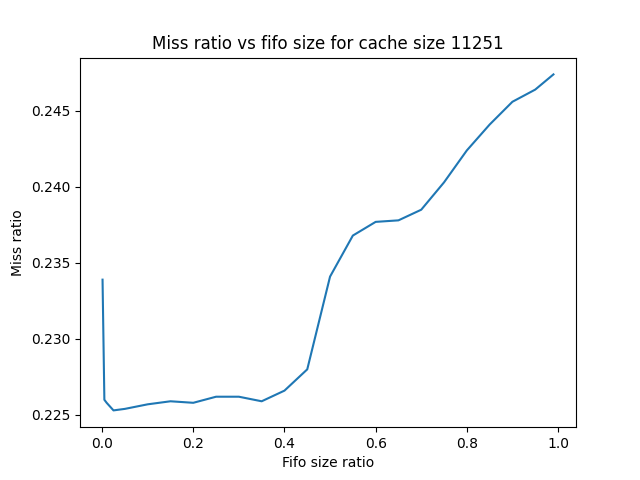 Miss ratio vs fifo size for cache size 11251
Miss ratio
0.245
0.240
0.235
0.230
0.225
0.0 0.2 0.4 0.6 0.8 1.0
Fifo size ratio